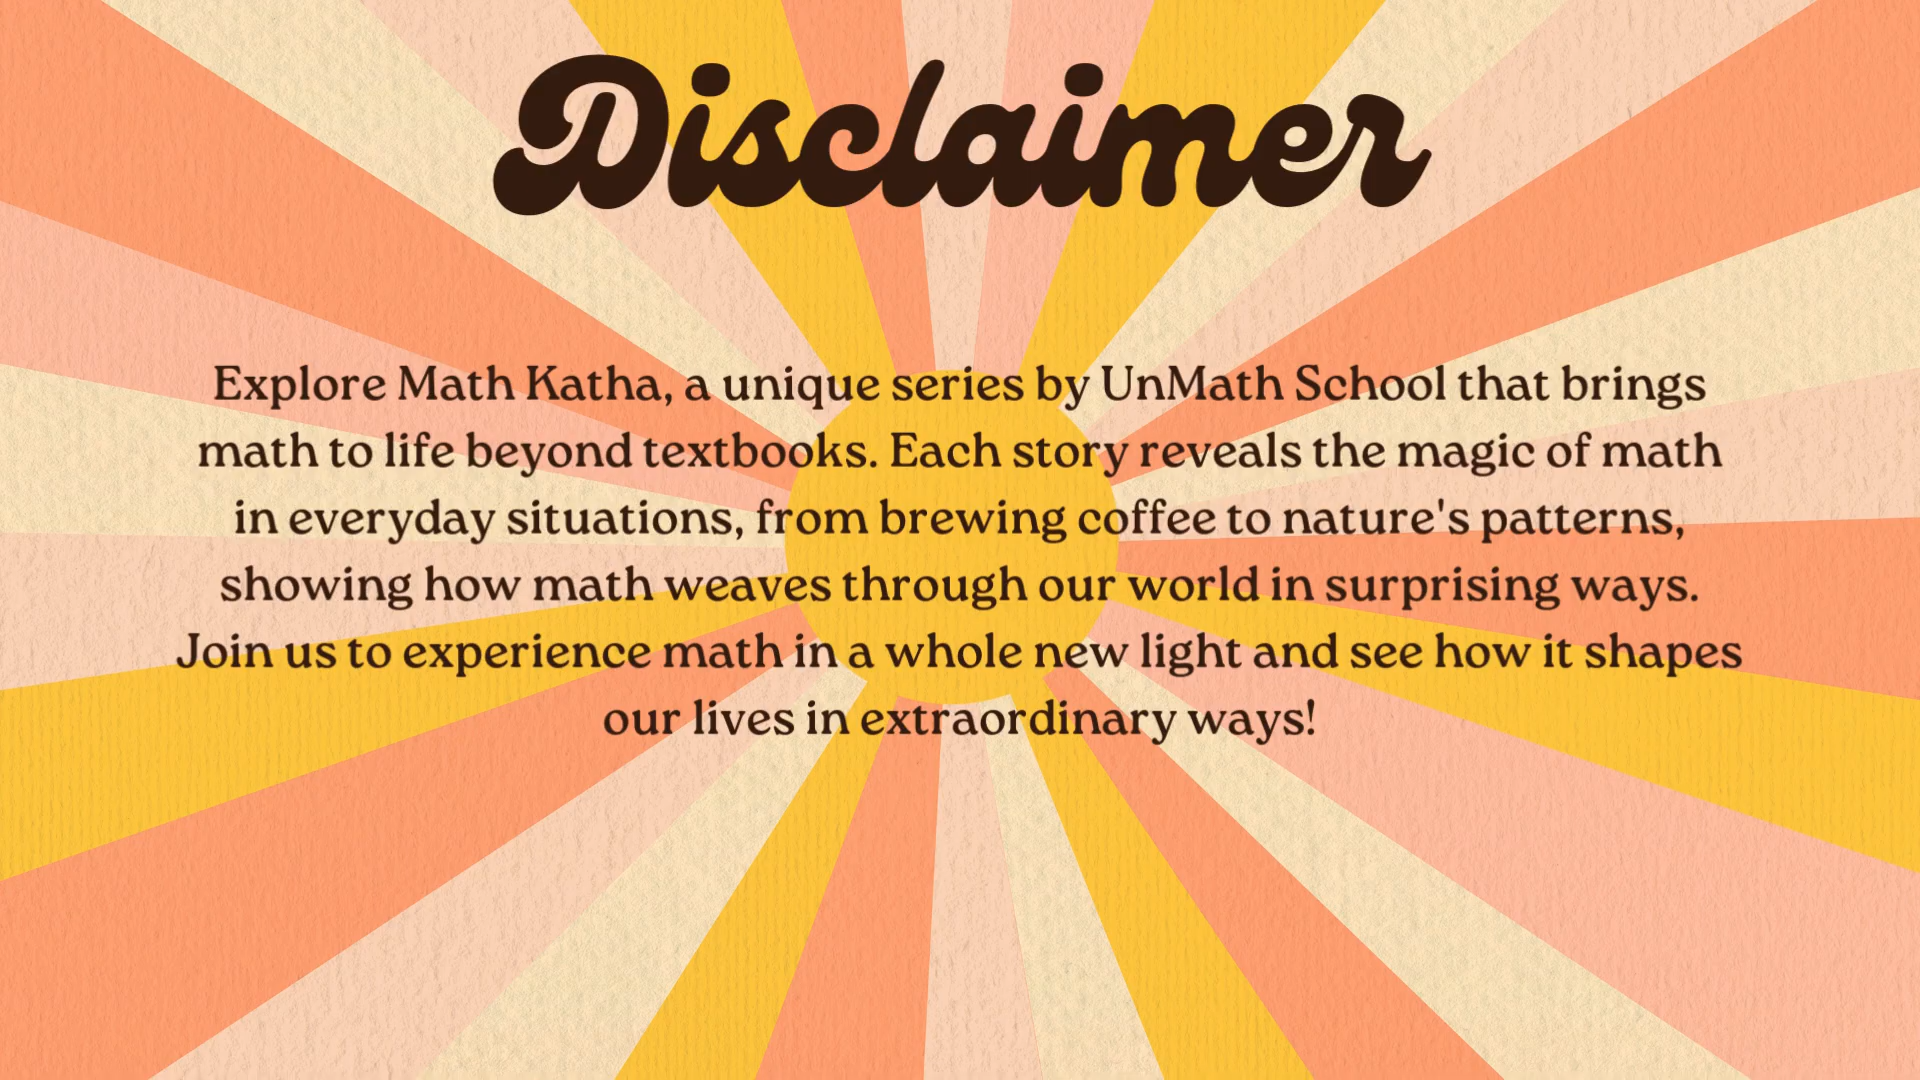 Disclaimer
Explore Math Katha, a unique series by UnMath School that brings
math to life beyond textbooks. Each story reveals the magic of math
in everyday situations, from brewing coffee to nature's patterns,
showing how math weaves through our world in surprising ways.
Join us to experience math in a whole new light and see how it shapes
our lives in extraordinary ways!